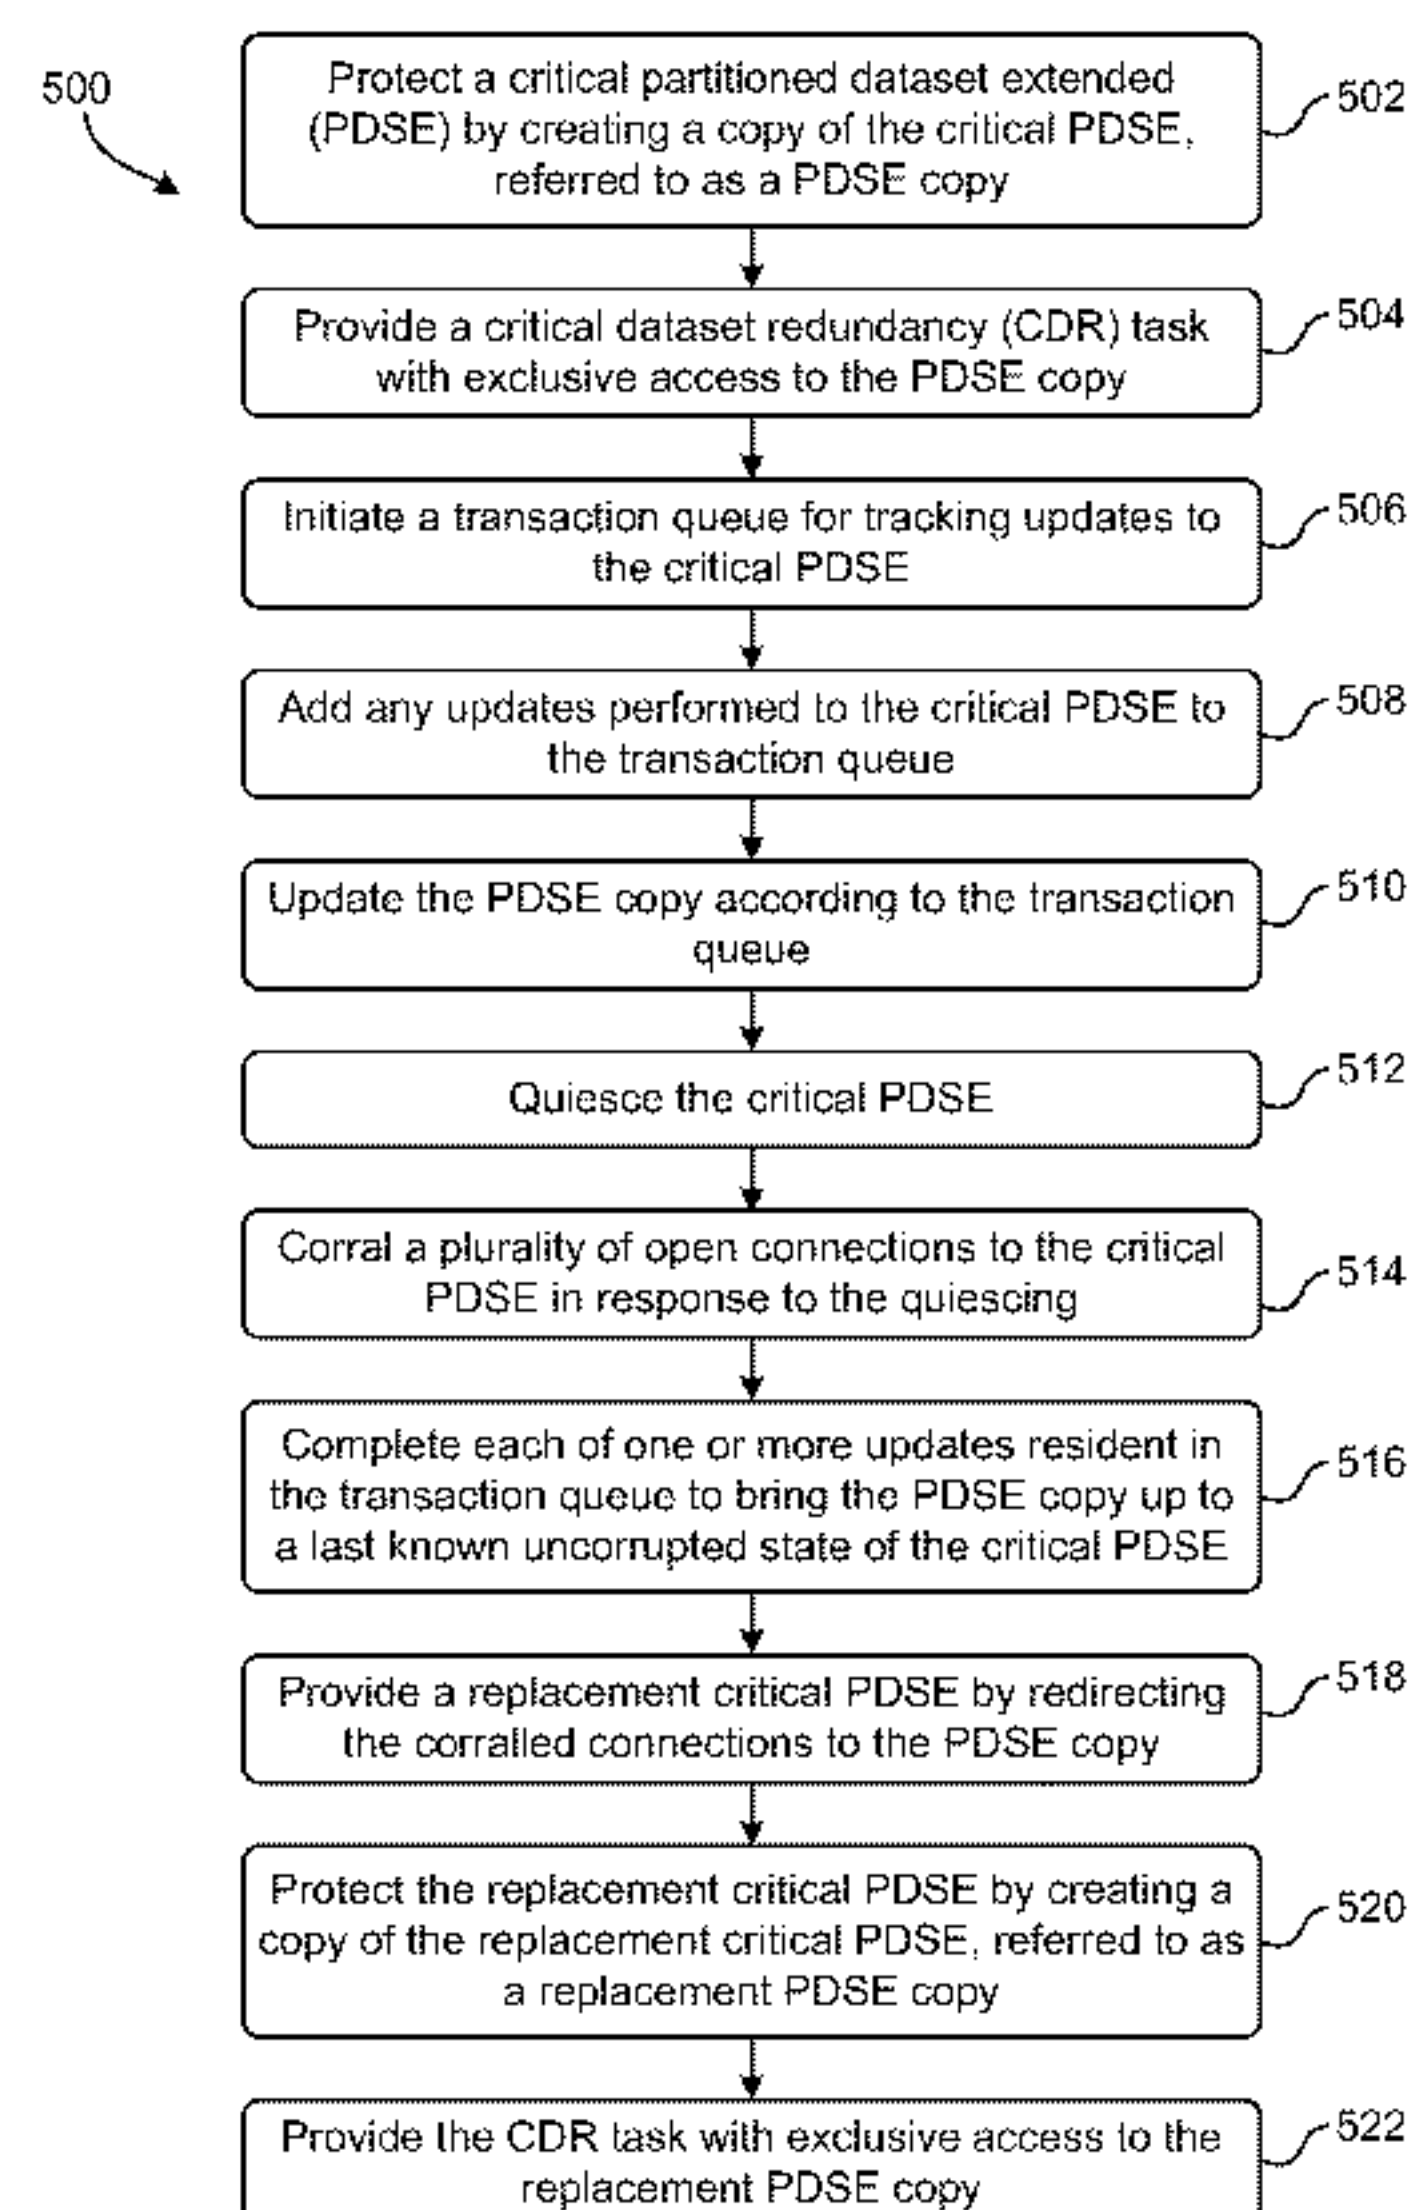 500
Protect a critical partitioned dataset extended
(PDSE) by creating a copy of the critical PDSE,
referred to as a PDSE copy
502
Provide a critical dataset redundancy (CDR) task
with exclusive access to the PDSE copy
504
Initiate a transaction queue for tracking updates to
the critical PDSE
506
Add any updates performed to the critical PDSE to
the transaction queue
508
Update the PDSE copy according to the transaction
queue
510
Quiesce the critical PDSE
512
Corral a plurality of open connections to the critical
PDSE in response to the quiescing
514
Complete each of one or more updates resident in
the transaction queue to bring the PDSE copy up to
a last known uncorrupted state of the critical PDSE
516
Provide a replacement critical PDSE by redirecting
the corralled connections to the PDSE copy
518
Protect the replacement critical PDSE by creating a
copy of the replacement critical PDSE, referred to as
a replacement PDSE copy
520
Provide the CDR task with exclusive access to the
replacement PDSE copy
522